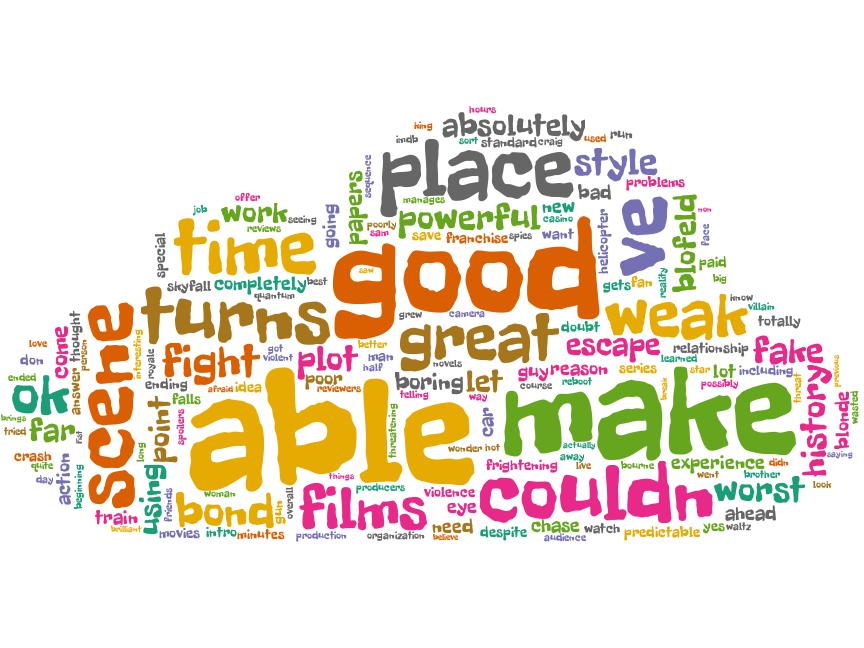 hours
king
absolutely
used
run
imdb
sort
standard
craig
place
style
bad
problems
sequence
papers
manages
powerful
new
casino
poorly
sam
save
franchise
spies
want
helicopter
ve
blofeld
non
face
offer
job
work
seeing
reviews
going
time
special
skyfall
completely
best
quantum
saw
good
gets
fan
reality
paid
big
know
villain
weak
totally
turns
grew
camera
great
doubt
escape
relationship
learned
fake
love
don
come
thought
person
answer
scene
interesting
royale
fight
got
violent
plot
man
half
better
novels
boring
let
guy
reason
course
reboot
series
star
lot
including
possibly
break
threat
previous
ended
ok
brings
tried
far
fist
ending
afraid
idea
poor
reviewers
falls
point
spoilers
able
telling
way
threatening
car
make
actually
historye
blonde
wasted
saying
look
crash
quite
day
action
beginning
long
using
friends
woman
bond
gun
overall
things
films
producers
violence
eye
wonder
hot
frightening
away
live
bourne
experience
didn
went
brother
couldn
worst
ahead
train
brilliant
movies
intro
minutes
production
organization
need
believe
despite
chase
audience
watch
predictable
yes
waltz